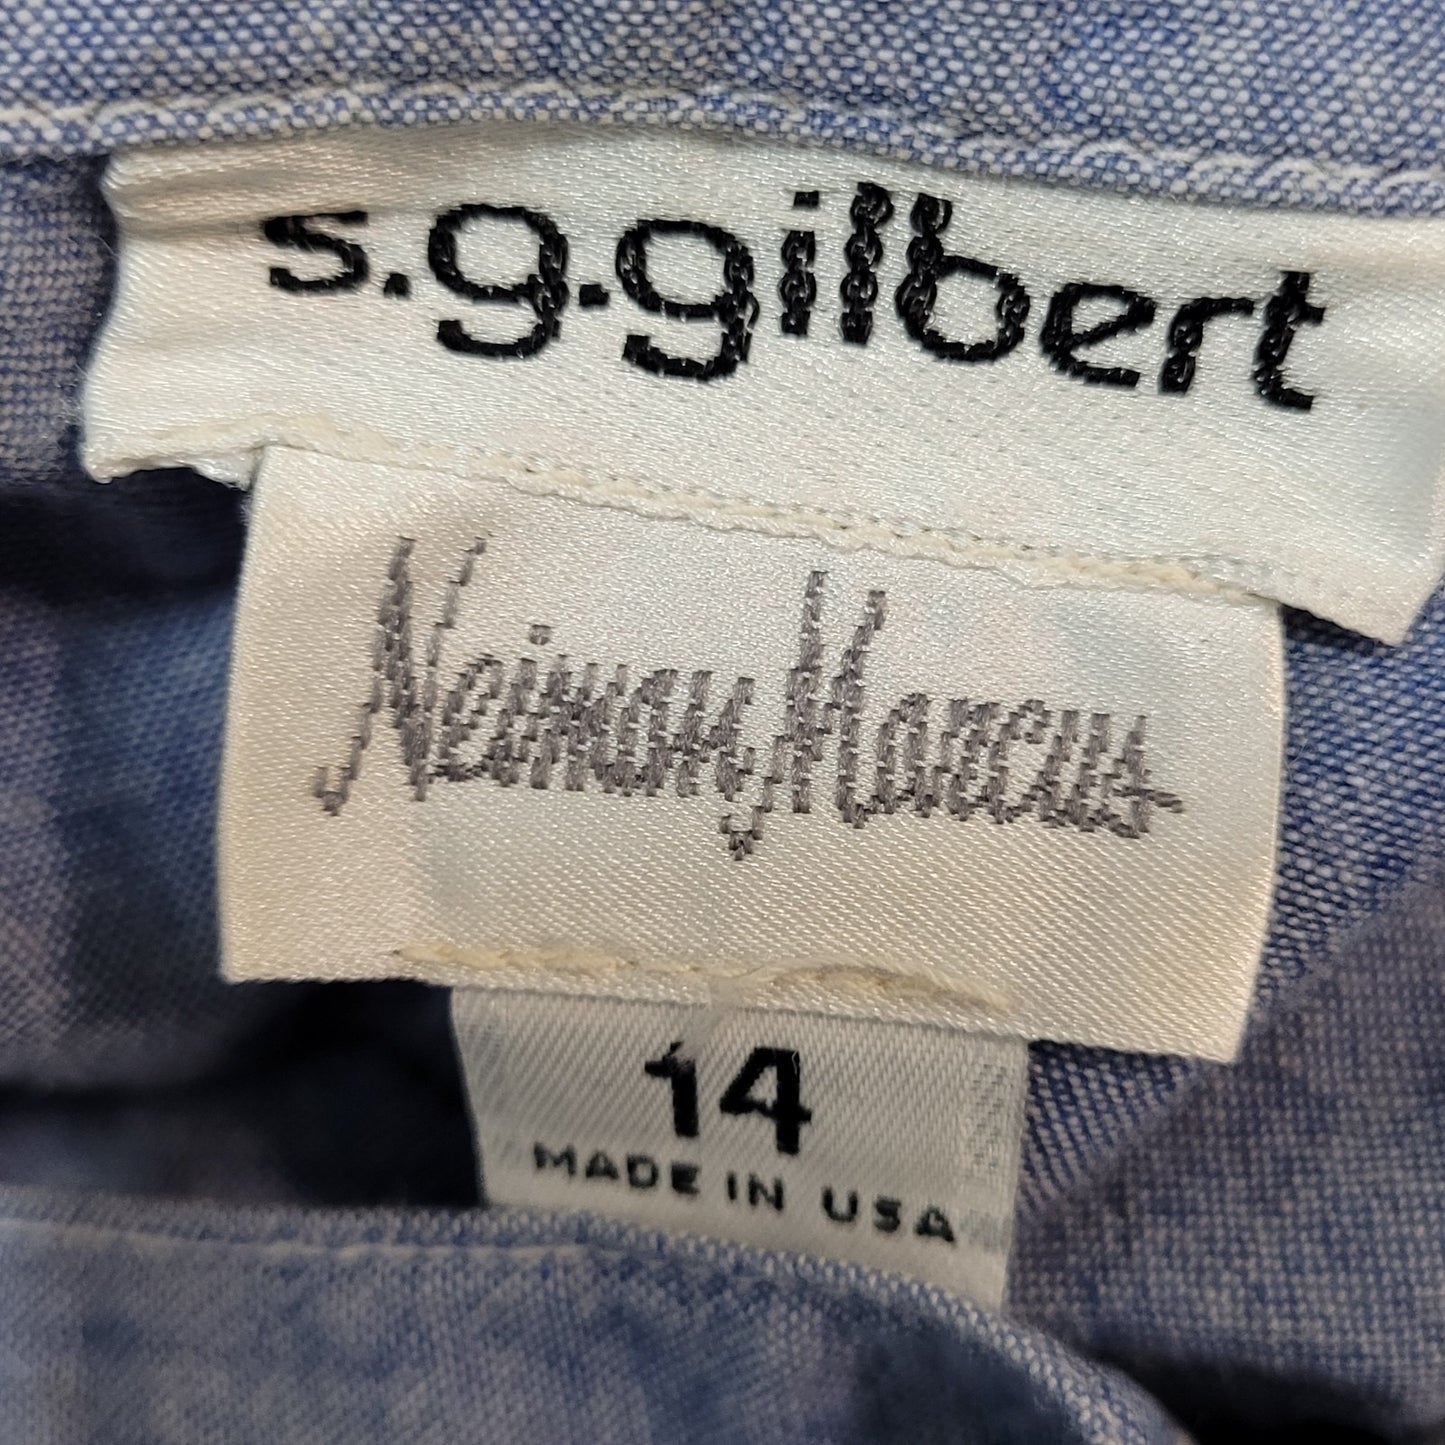 s.g.gilbert
Neiman Marcus
14
MADE IN USA